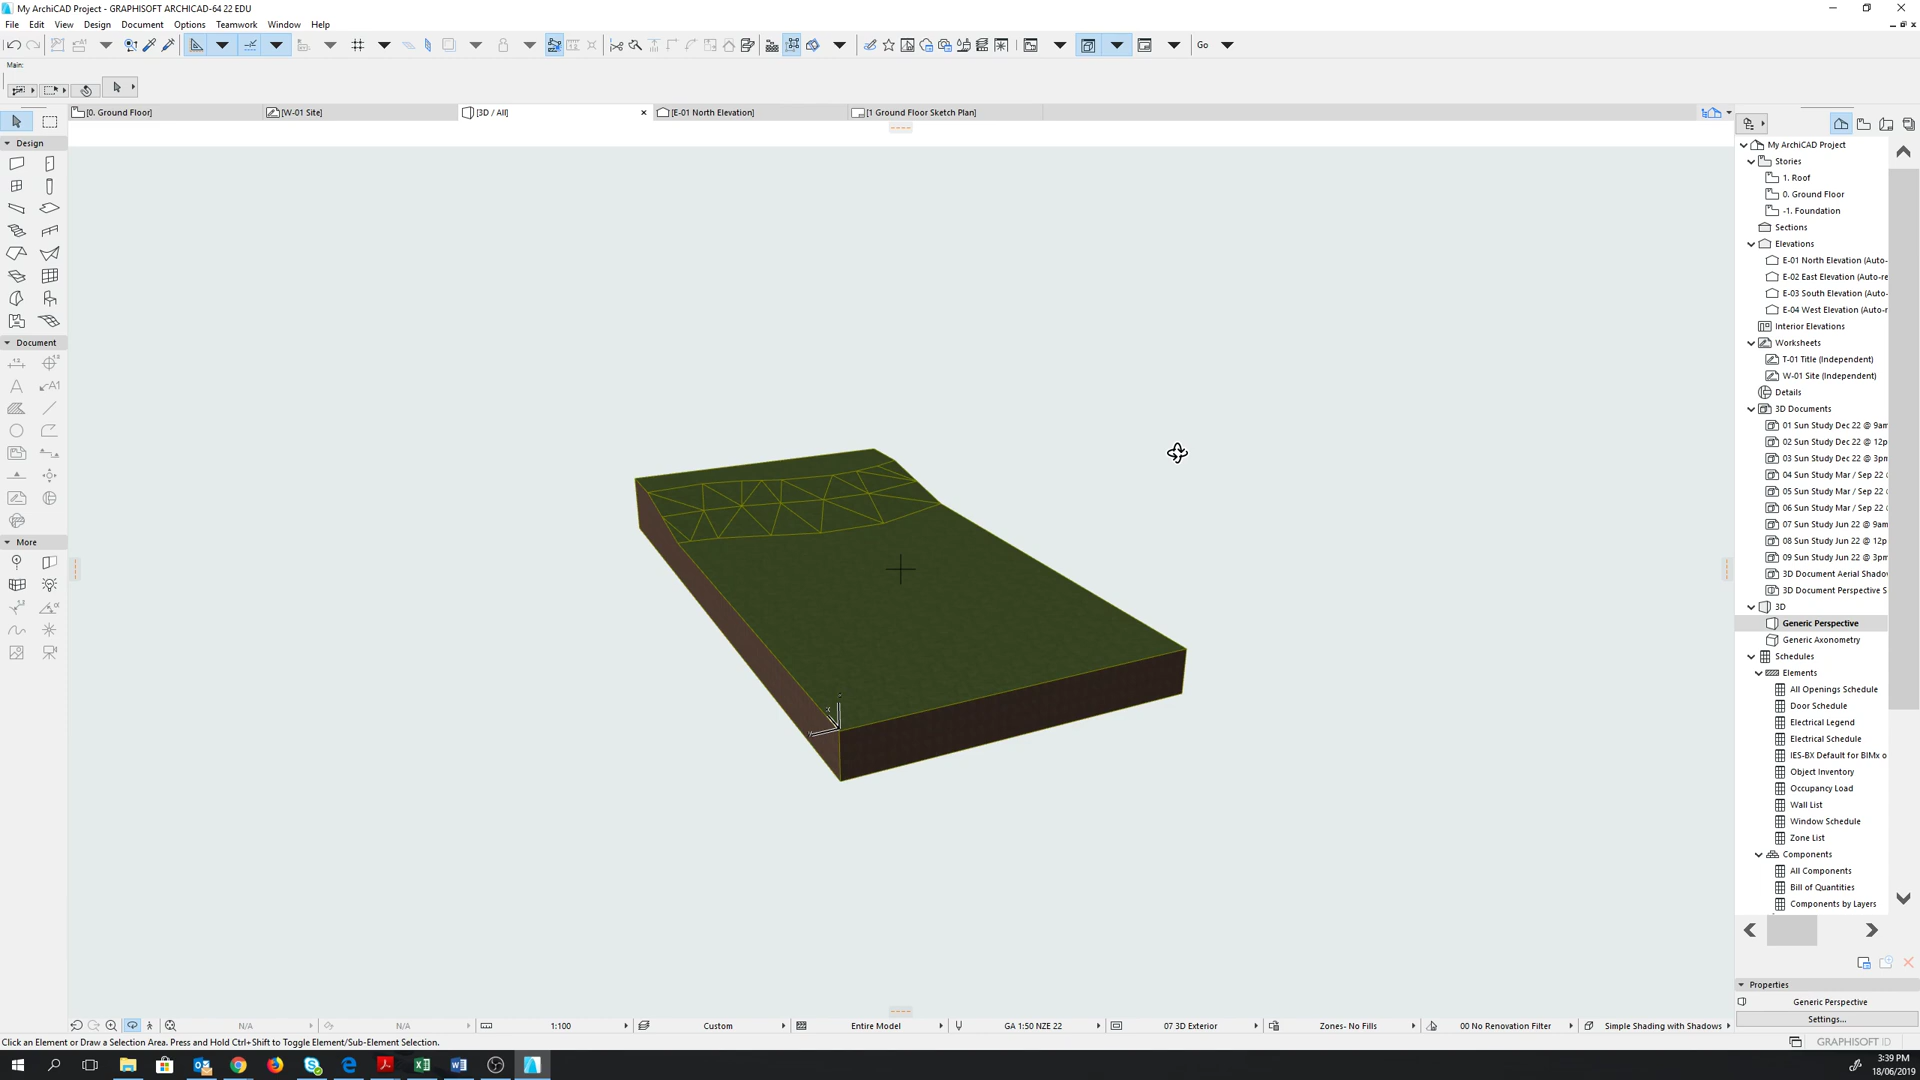 My ArchiCAD Project - GRAPHISOFT ARCHICAD-64 22 EDU
File Edit View Design Document Options Teamwork Window Help
Go
Main:
[0. Ground Floor]
[W-01 Site]
[3D / All]
[E-01 North Elevation]
[1 Ground Floor Sketch Plan]
Design
Document
More
My ArchiCAD Project
Stories
1. Roof
0. Ground Floor
-1. Foundation
Sections
Elevations
E-01 North Elevation (Auto-
E-02 East Elevation (Auto-re
E-03 South Elevation (Auto-
E-04 West Elevation (Auto-r
Interior Elevations
Worksheets
T-01 Title (Independent)
W-01 Site (Independent)
Details
3D Documents
01 Sun Study Dec 22 @ 9am
02 Sun Study Dec 22 @ 12p
03 Sun Study Dec 22 @ 3pm
04 Sun Study Mar / Sep 22
05 Sun Study Mar / Sep 22
06 Sun Study Mar / Sep 22
07 Sun Study Jun 22 @ 9am
08 Sun Study Jun 22 @ 12p
09 Sun Study Jun 22 @ 3pm
3D Document Aerial Shado
3D Document Perspective S
3D
Generic Perspective
Generic Axonometry
Schedules
Elements
All Openings Schedule
Door Schedule
Electrical Legend
Electrical Schedule
IES-BX Default for BIMx o
Object Inventory
Occupancy Load
Wall List
Window Schedule
Zone List
Components
All Components
Bill of Quantities
Components by Layers
Properties
Generic Perspective
Settings...
N/A
N/A
1:100
Custom
Entire Model
GA 1:50 NZE 22
07 3D Exterior
Zones- No Fills
00 No Renovation Filter
Simple Shading with Shadows
Click an Element or Draw a Selection Area. Press and Hold Ctrl+Shift to Toggle Element/Sub-Element Selection.
GRAPHISOFT ID
3:39 PM
18/06/2019